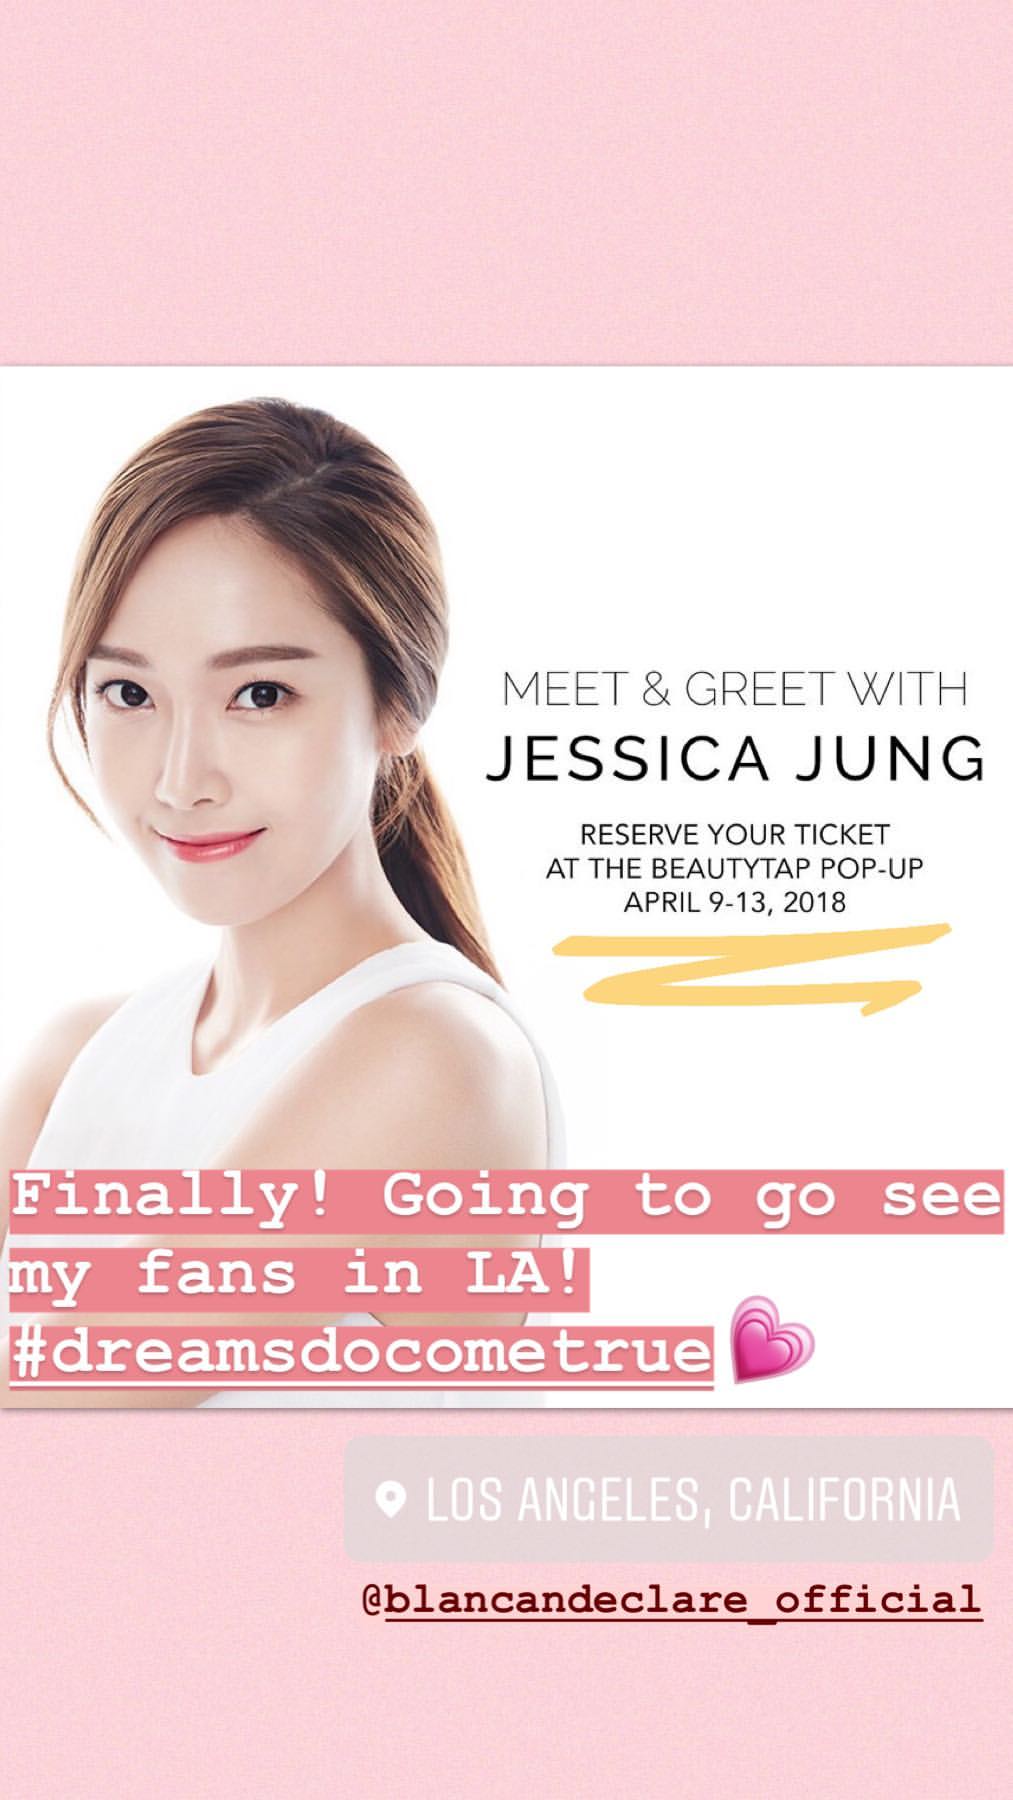 MEET & GREET WITH
JESSICA JUNG
RESERVE YOUR TICKET
AT THE BEAUTYTAP POP-UP
APRIL 9-13, 2018
Finally! Going to go see
my fans in LA!
#dreamsdocometrue
LOS ANGELES, CALIFORNIA
@blancandeclare_official